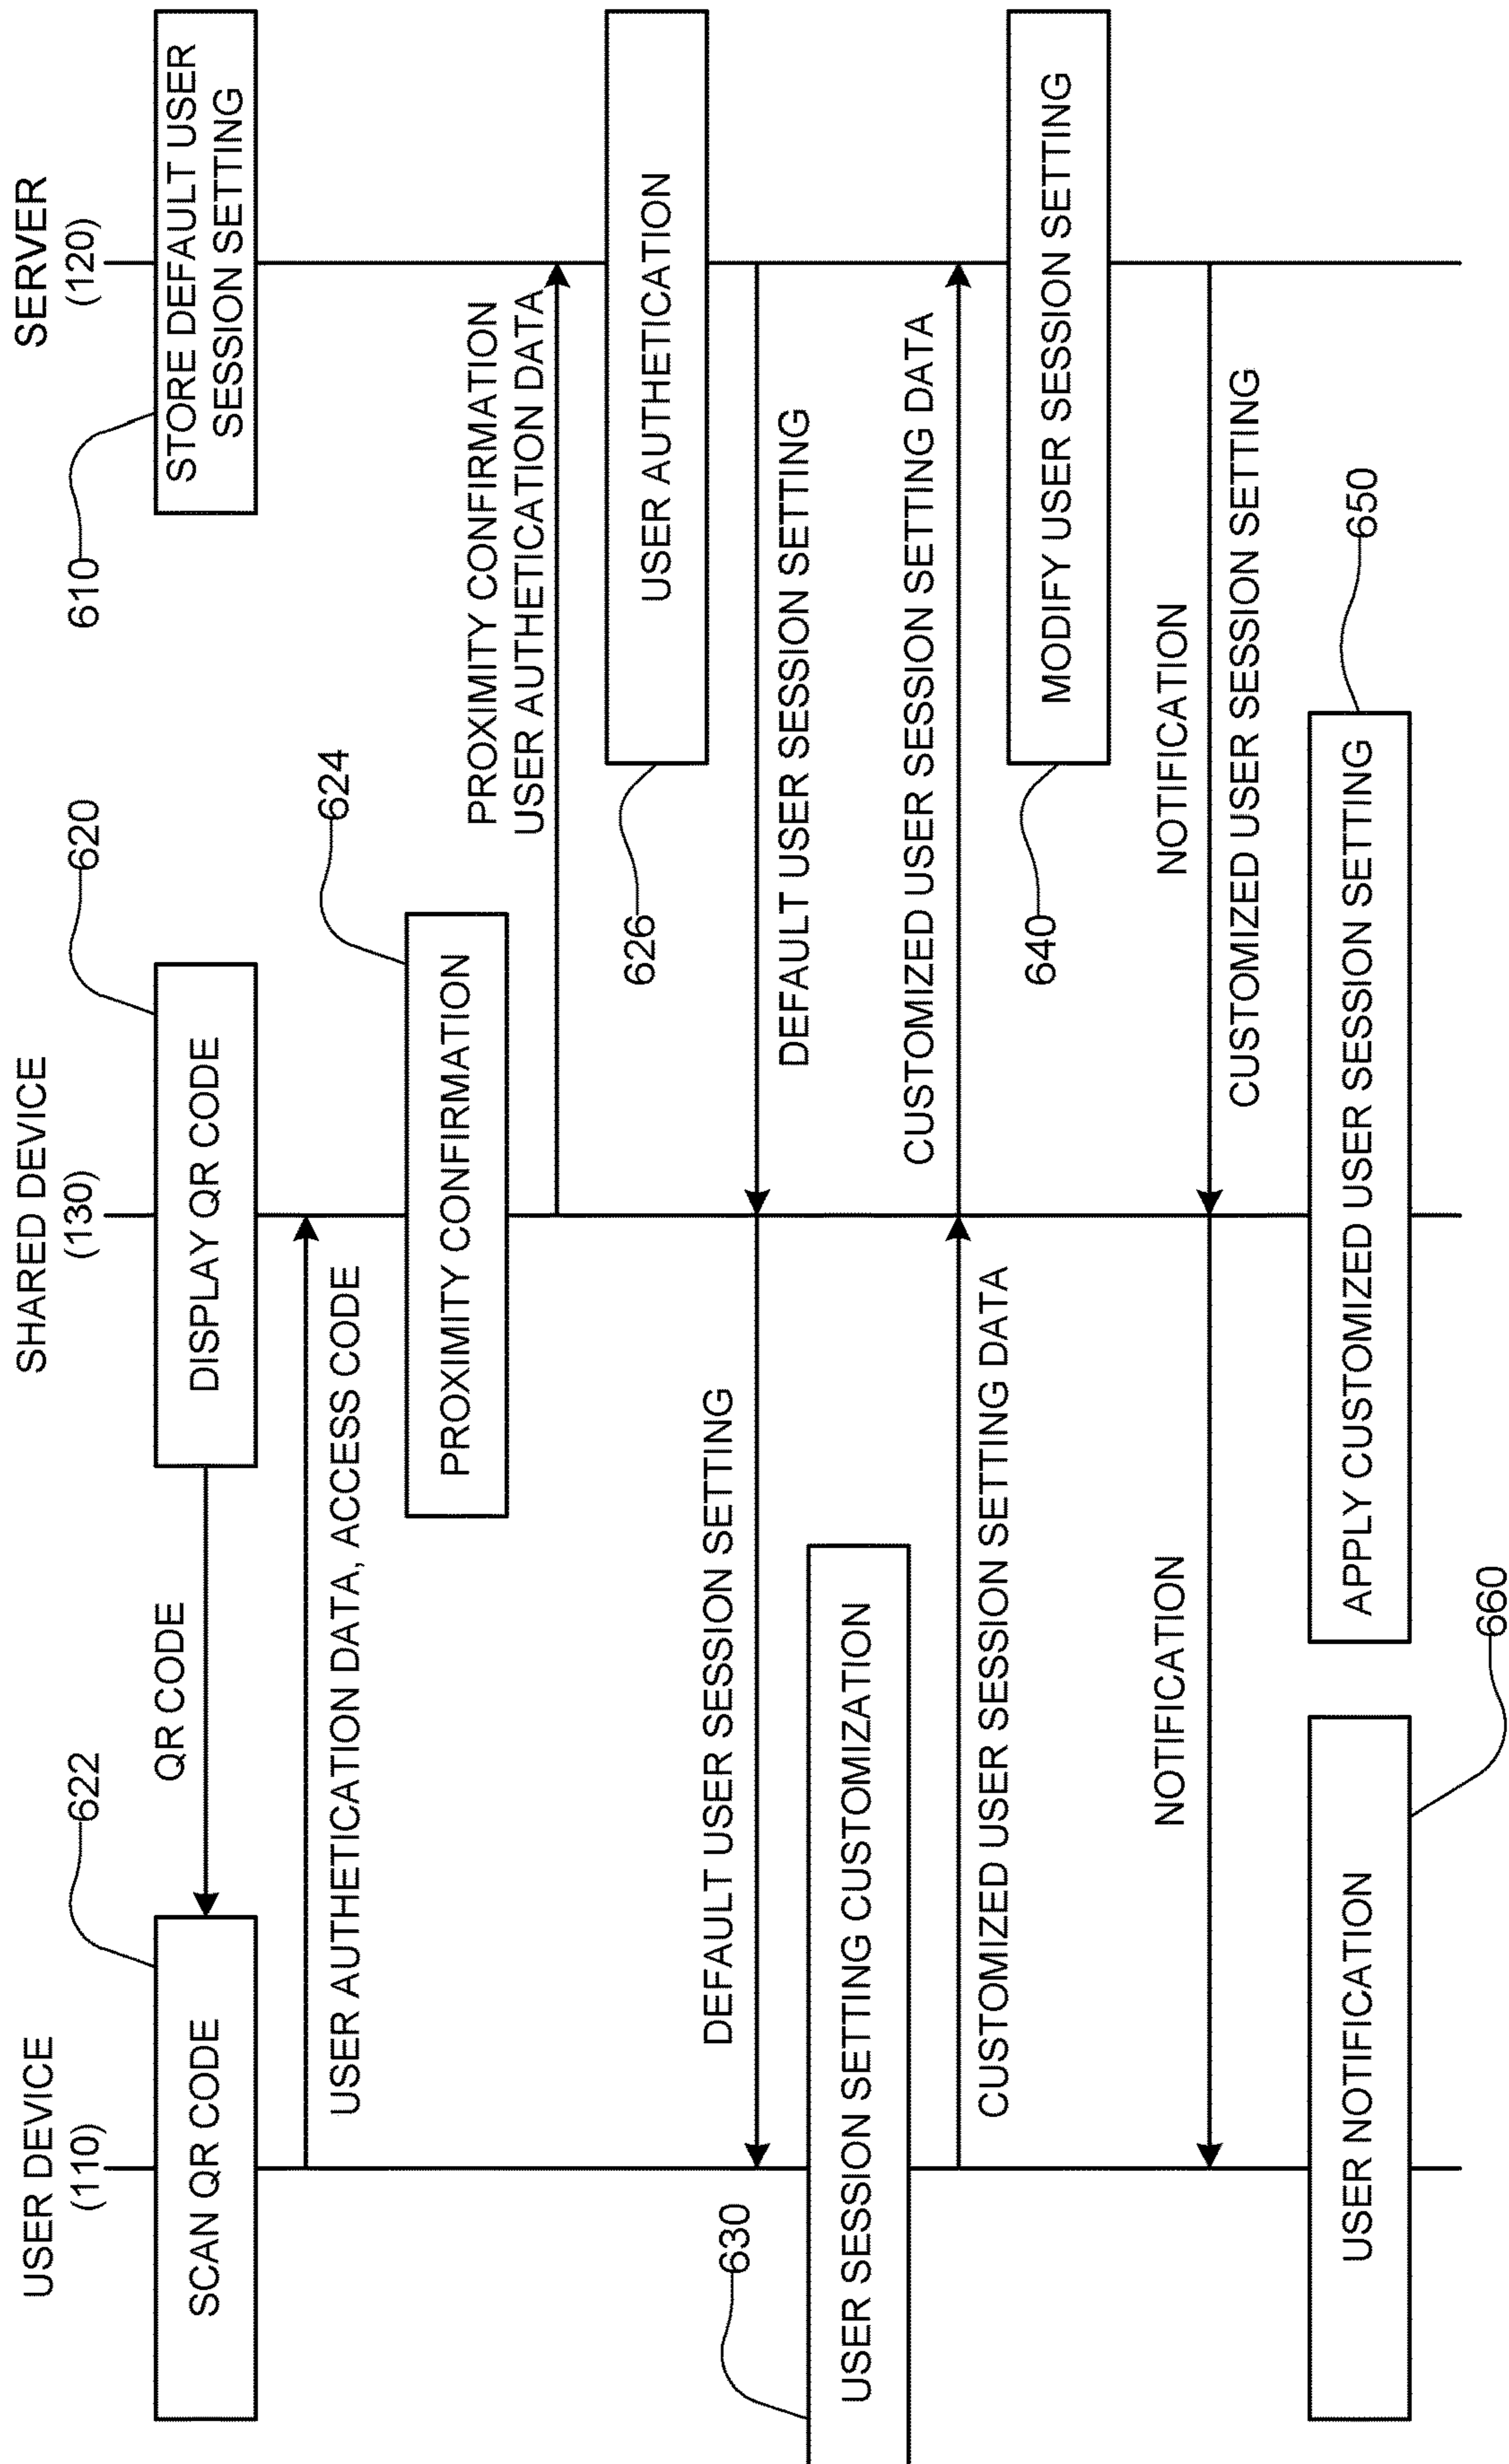 USER DEVICE
(110)
SHARED DEVICE
(130)
SERVER
(120)
622
620
610
SCAN QR CODE
QR CODE
DISPLAY QR CODE
STORE DEFAULT USER
SESSION SETTING
USER AUTHETICATION DATA, ACCESS CODE
624
PROXIMITY CONFIRMATION
PROXIMITY CONFIRMATION
USER AUTHETICATION DATA
626
USER AUTHETICATION
DEFAULT USER SESSION SETTING
DEFAULT USER SESSION SETTING
630
USER SESSION SETTING CUSTOMIZATION
CUSTOMIZED USER SESSION SETTING DATA
CUSTOMIZED USER SESSION SETTING DATA
640
MODIFY USER SESSION SETTING
NOTIFICATION
NOTIFICATION
CUSTOMIZED USER SESSION SETTING
650
USER NOTIFICATION
APPLY CUSTOMIZED USER SESSION SETTING
660